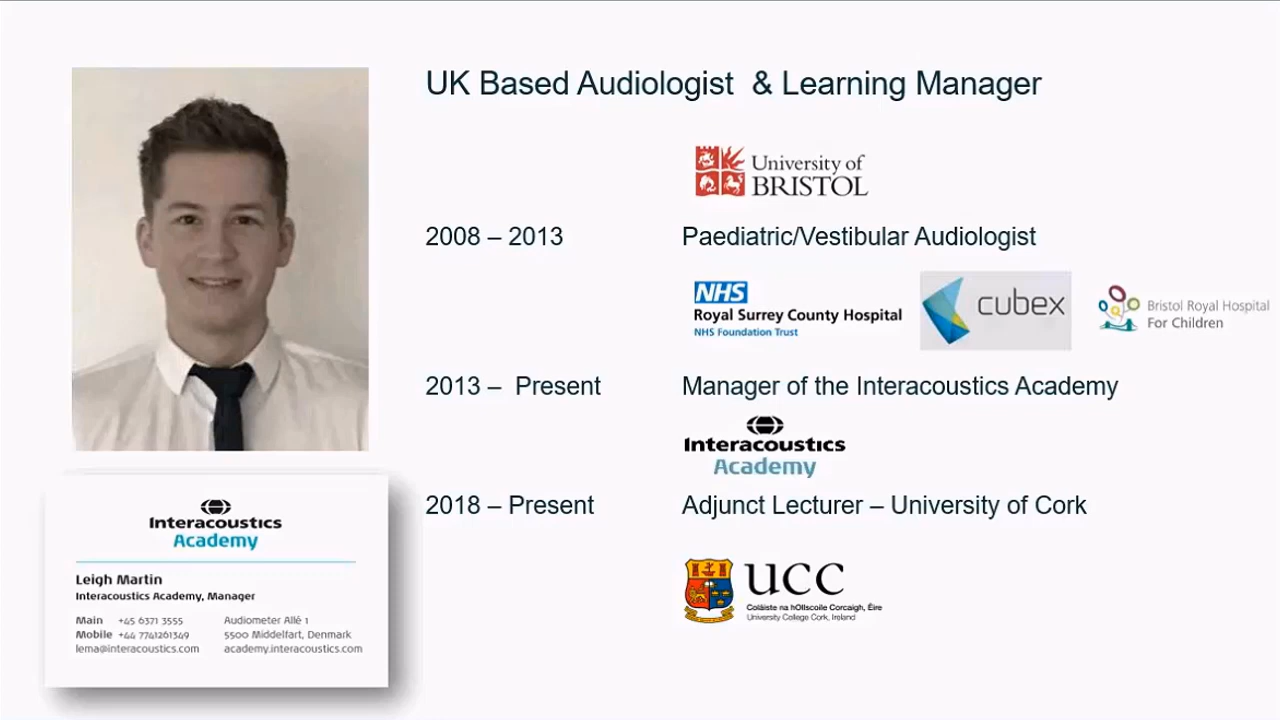 UK Based Audiologist & Learning Manager
University of
BRISTOL
2008 – 2013 Paediatric/Vestibular Audiologist
NHS
Royal Surrey County Hospital
NHS Foundation Trust
cubex
Bristol Royal Hospital
For Children
2013 – Present Manager of the Interacoustics Academy
Interacoustics
Academy
2018 – Present Adjunct Lecturer – University of Cork
UCC
Coláiste na hOllscoile Corcaigh, Éire
University College Cork, Ireland
Interacoustics
Academy
Leigh Martin
Interacoustics Academy, Manager
Main +45 6371 3555 Audiometer Allé 1
Mobile +44 7741261349 5500 Middelfart, Denmark
lema@interacoustics.com academy.interacoustics.com